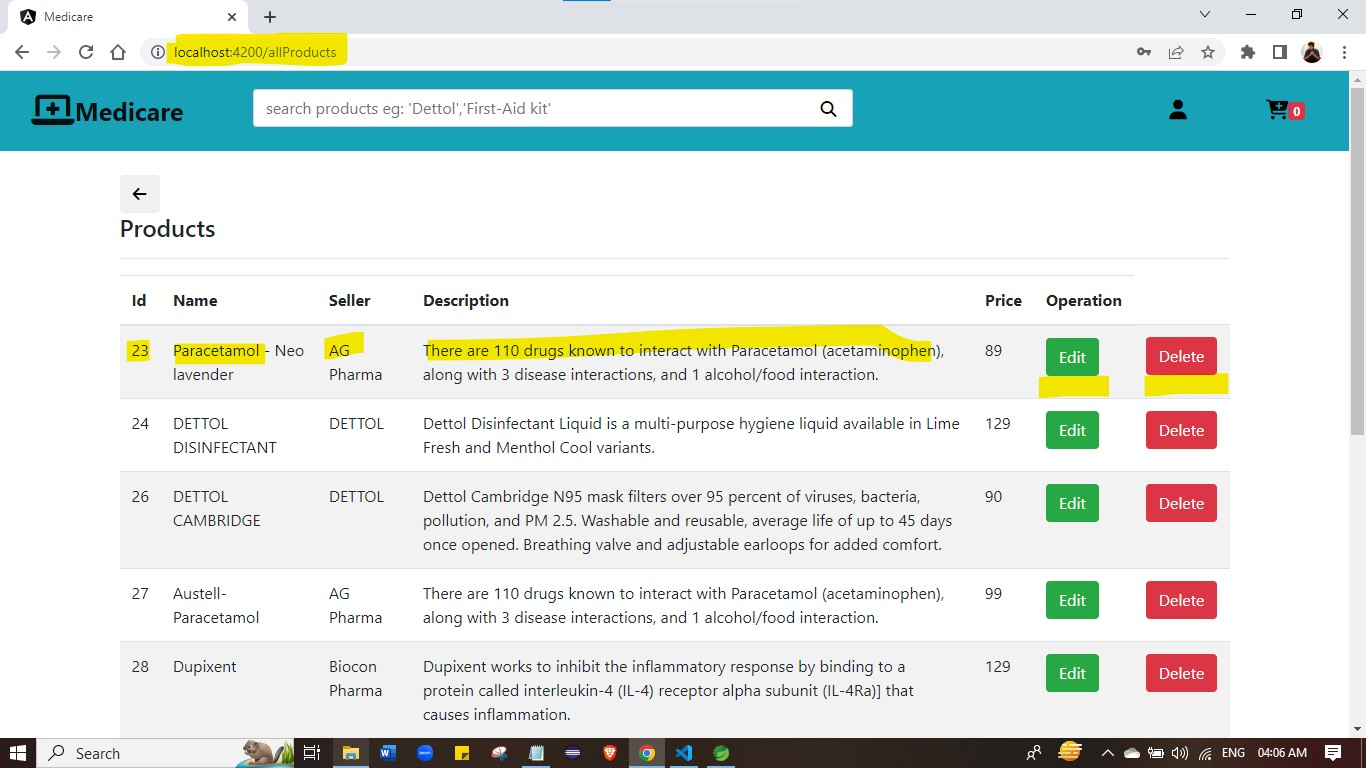 Medicare
localhost:4200/allProducts
Medicare
search products eg: 'Dettol','First-Aid kit'
0
Products
Id Name Seller Description Price Operation
23 Paracetamol - Neo AG There are 110 drugs known to interact with Paracetamol (acetaminophen), 89 Edit Delete
lavender Pharma along with 3 disease interactions, and 1 alcohol/food interaction.
24 DETTOL DETTOL Dettol Disinfectant Liquid is a multi-purpose hygiene liquid available in Lime 129 Edit Delete
DISINFECTANT Fresh and Menthol Cool variants.
26 DETTOL DETTOL Dettol Cambridge N95 mask filters over 95 percent of viruses, bacteria, 90 Edit Delete
CAMBRIDGE pollution, and PM 2.5. Washable and reusable, average life of up to 45 days
once opened. Breathing valve and adjustable earloops for added comfort.
27 Austell- AG There are 110 drugs known to interact with Paracetamol (acetaminophen), 99 Edit Delete
Paracetamol Pharma along with 3 disease interactions, and 1 alcohol/food interaction.
28 Dupixent Biocon Dupixent works to inhibit the inflammatory response by binding to a 129 Edit Delete
Pharma protein called interleukin-4 (IL-4) receptor alpha subunit (IL-4Ra)] that
causes inflammation.
Search ENG 04:06 AM